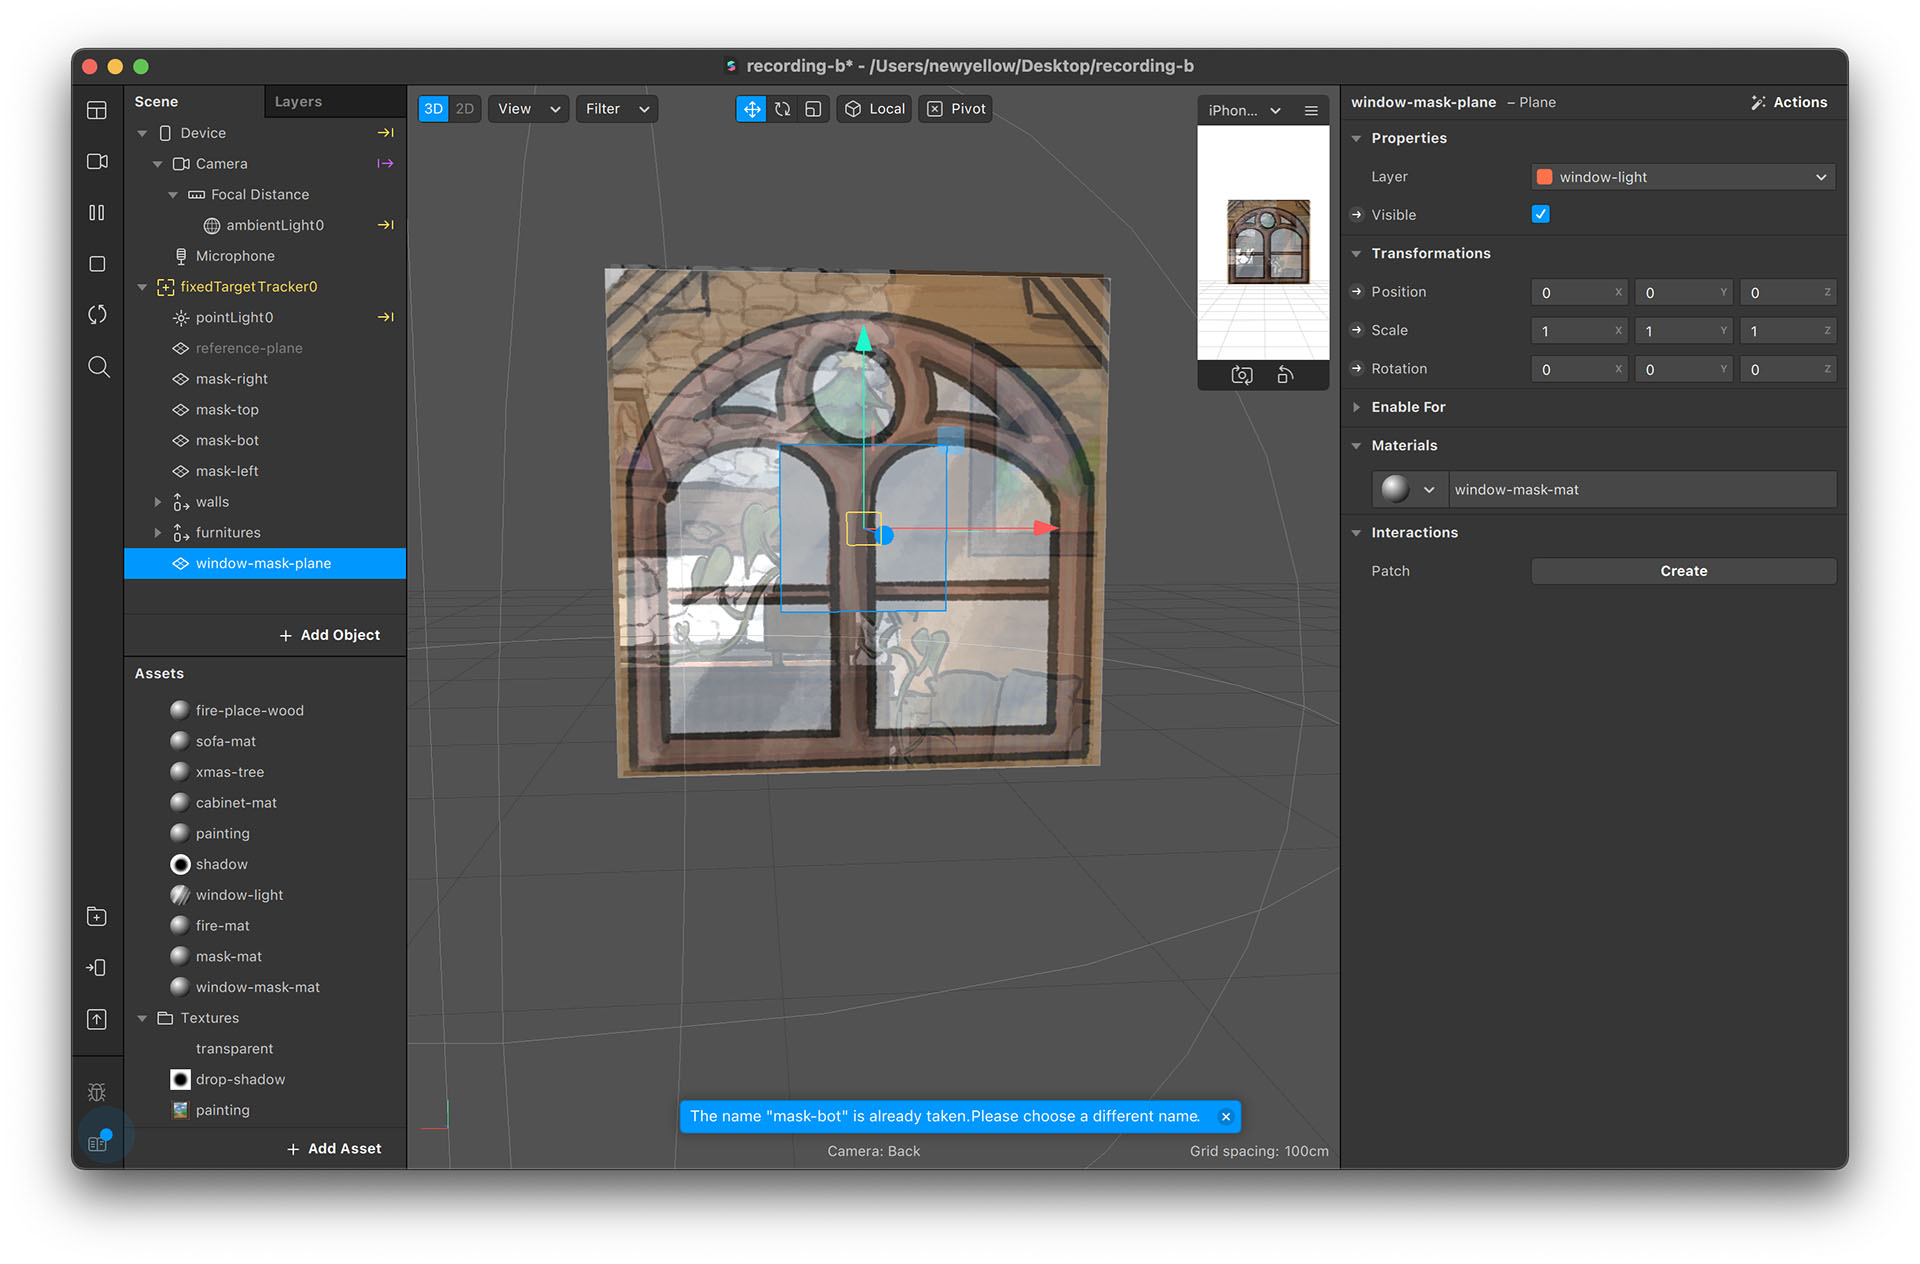 recording-b* - /Users/newyellow/Desktop/recording-b
Scene
Layers
Device
Camera
Focal Distance
ambientLight0
Microphone
fixedTargetTracker0
pointLight0
reference-plane
mask-right
mask-top
mask-bot
mask-left
walls
furnitures
window-mask-plane
+ Add Object
Assets
fire-place-wood
sofa-mat
xmas-tree
cabinet-mat
painting
shadow
window-light
fire-mat
mask-mat
window-mask-mat
Textures
transparent
drop-shadow
painting
+ Add Asset
3D 2D View Filter Local Pivot
iPhon...
The name "mask-bot" is already taken.Please choose a different name.
Camera: Back
Grid spacing: 100cm
window-mask-plane – Plane
Actions
Properties
Layer window-light
Visible
Transformations
Position 0 X 0 Y 0 Z
Scale 1 X 1 Y 1 Z
Rotation 0 X 0 Y 0 Z
Enable For
Materials
window-mask-mat
Interactions
Patch Create